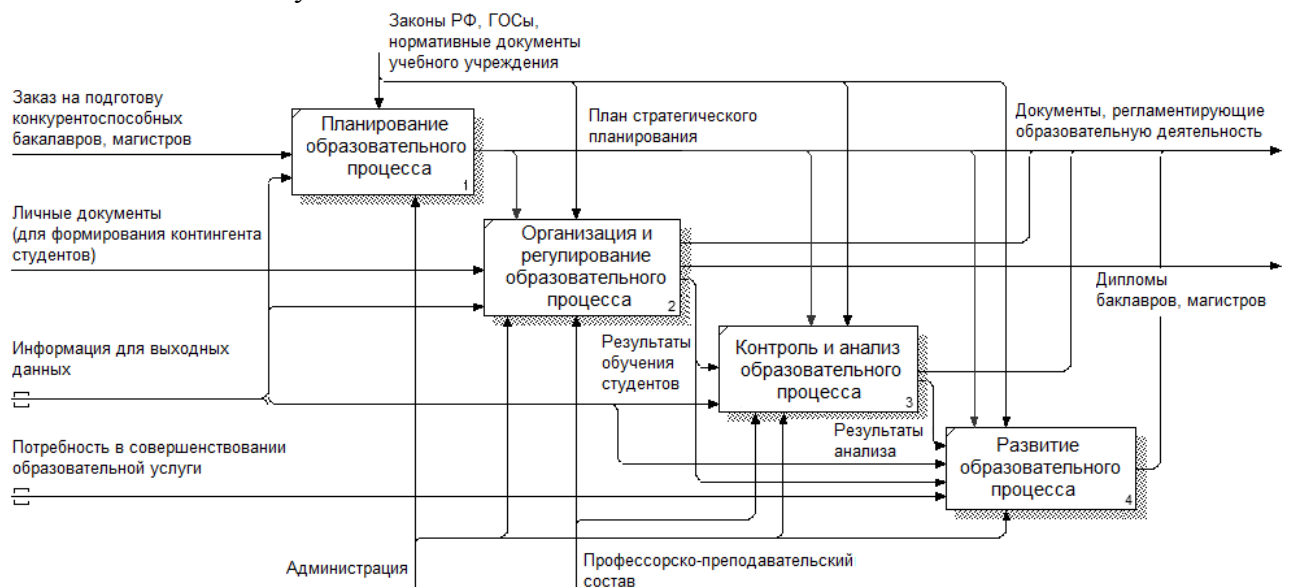 Законы РФ, ГОСы,
нормативные документы
учебного учреждения
Заказ на подготову
конкурентоспособных
бакалавров, магистров
Планирование
образовательного
процесса
1
План стратегического
планирования
Документы, регламентирующие
образовательную деятельность
Личные документы
(для формирования контингента
студентов)
Организация и
регулирование
образовательного
процесса
2
Дипломы
баклавров, магистров
Информация для выходных
данных
Результаты
обучения
студентов
Контроль и анализ
образовательного
процесса
3
Потребность в совершенствовании
образовательной услуги
Результаты
анализа
Развитие
образовательного
процесса
4
Администрация
Профессорско-преподавательский
состав